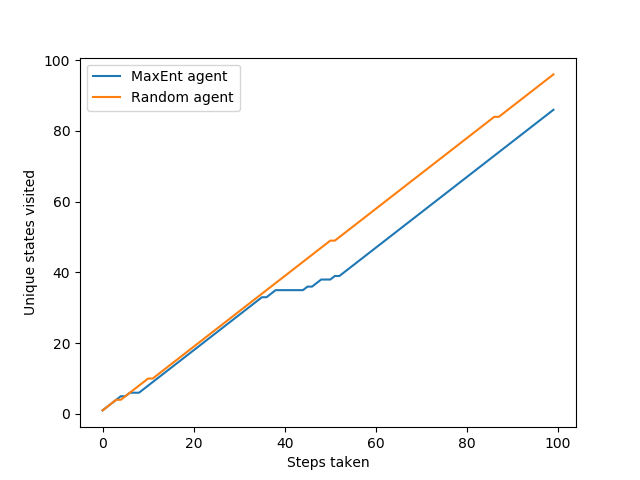 MaxEnt agent
Random agent
Unique states visited
100
80
60
40
20
0
0 20 40 60 80 100
Steps taken